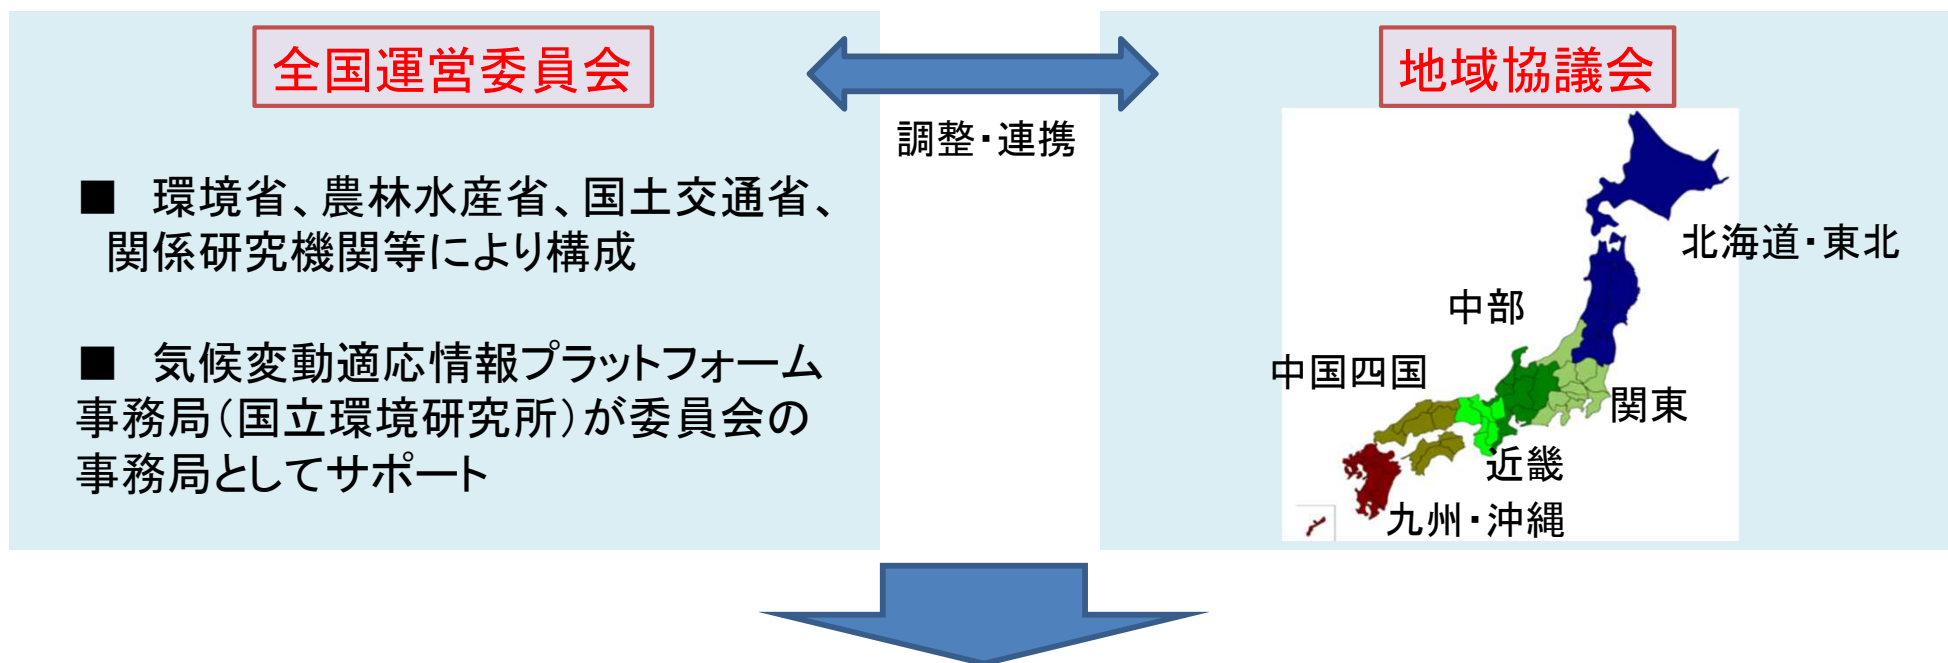 全国運営委員会
■ 環境省、農林水産省、国土交通省、
関係研究機関等により構成
■ 気候変動適応情報プラットフォーム
事務局（国立環境研究所）が委員会の
事務局としてサポート
調整・連携
地域協議会
北海道・東北
中部
中国四国
関東
近畿
九州・沖縄